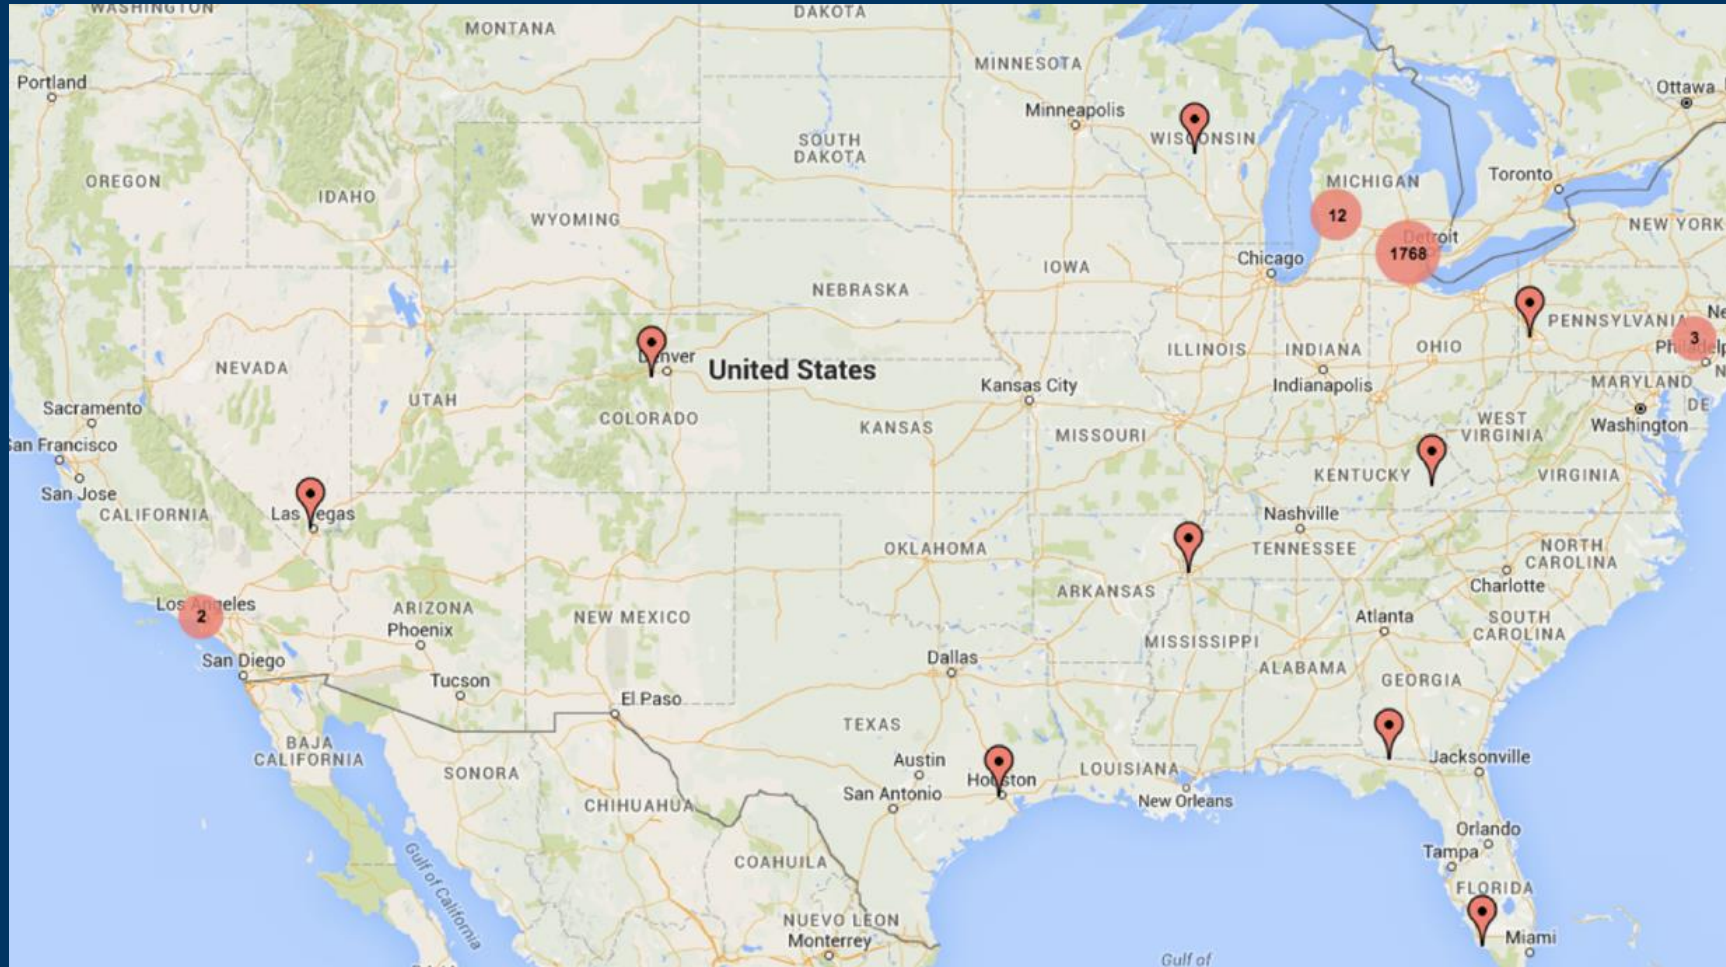 WASHINGTON
MONTANA
DAKOTA
Portland
MINNESOTA
Ottawa
Minneapolis
WISCONSIN
SOUTH
DAKOTA
OREGON
IDAHO
MICHIGAN
Toronto
WYOMING
12
NEW YORK
Detroit
1768
Chicago
IOWA
NEBRASKA
PENNSYLVANIA
3
NEVADA
Denver
United States
ILLINOIS
INDIANA
OHIO
UTAH
Kansas City
Indianapolis
MARYLAND
DE
Sacramento
COLORADO
KANSAS
MISSOURI
WEST
VIRGINIA
Washington
San Francisco
San Jose
KENTUCKY
VIRGINIA
CALIFORNIA
Las Vegas
Nashville
OKLAHOMA
TENNESSEE
NORTH
CAROLINA
Charlotte
ARKANSAS
Los Angeles
2
ARIZONA
Phoenix
NEW MEXICO
Atlanta
SOUTH
CAROLINA
MISSISSIPPI
San Diego
Dallas
ALABAMA
Tucson
GEORGIA
El Paso
TEXAS
BAJA
CALIFORNIA
Austin
Jacksonville
SONORA
Houston
LOUISIANA
San Antonio
CHIHUAHUA
New Orleans
Orlando
Tampa
COAHUILA
Gulf of California
FLORIDA
NUEVO LEON
Monterrey
Miami
Gulf of